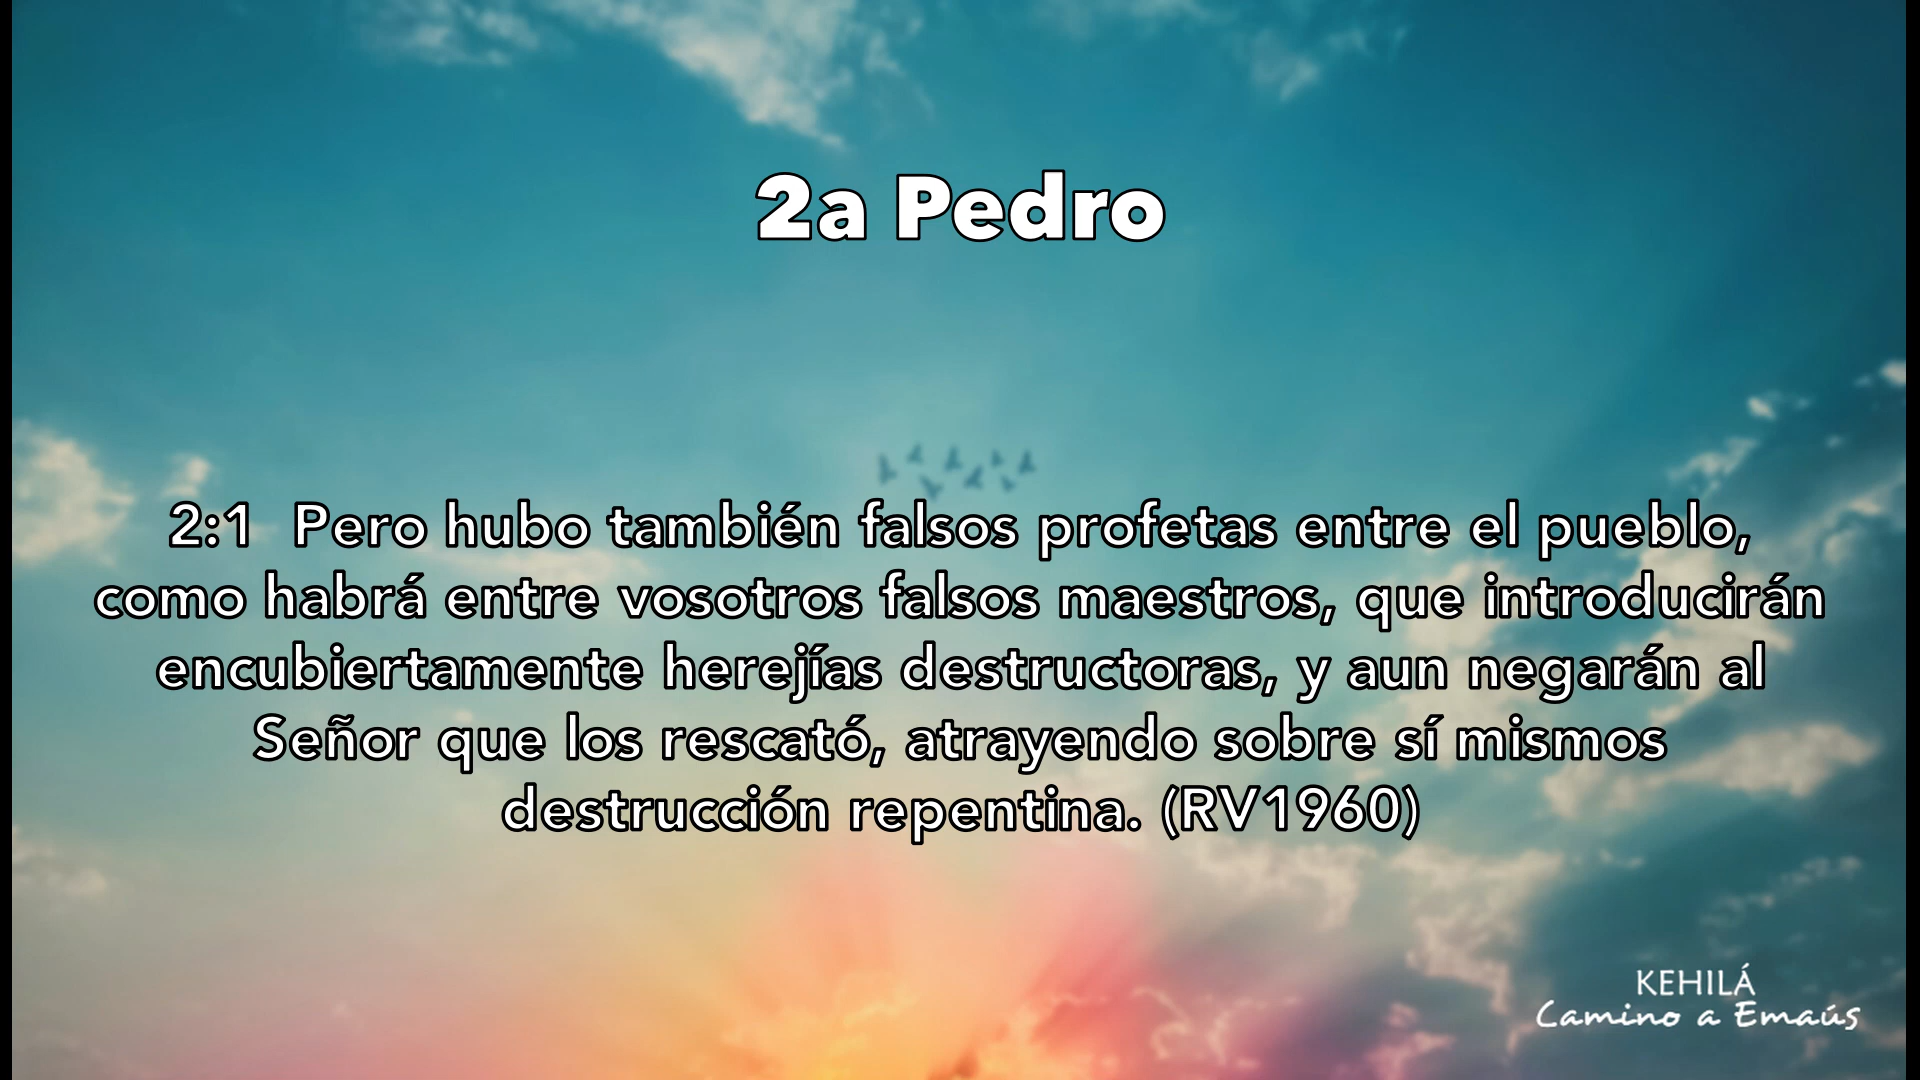 2a Pedro
2:1  Pero hubo también falsos profetas entre el pueblo,
como habrá entre vosotros falsos maestros, que introducirán
encubiertamente herejías destructoras, y aun negarán al
Señor que los rescató, atrayendo sobre sí mismos
destrucción repentina. (RV1960)
KEHILÁ
Camino a Emaús